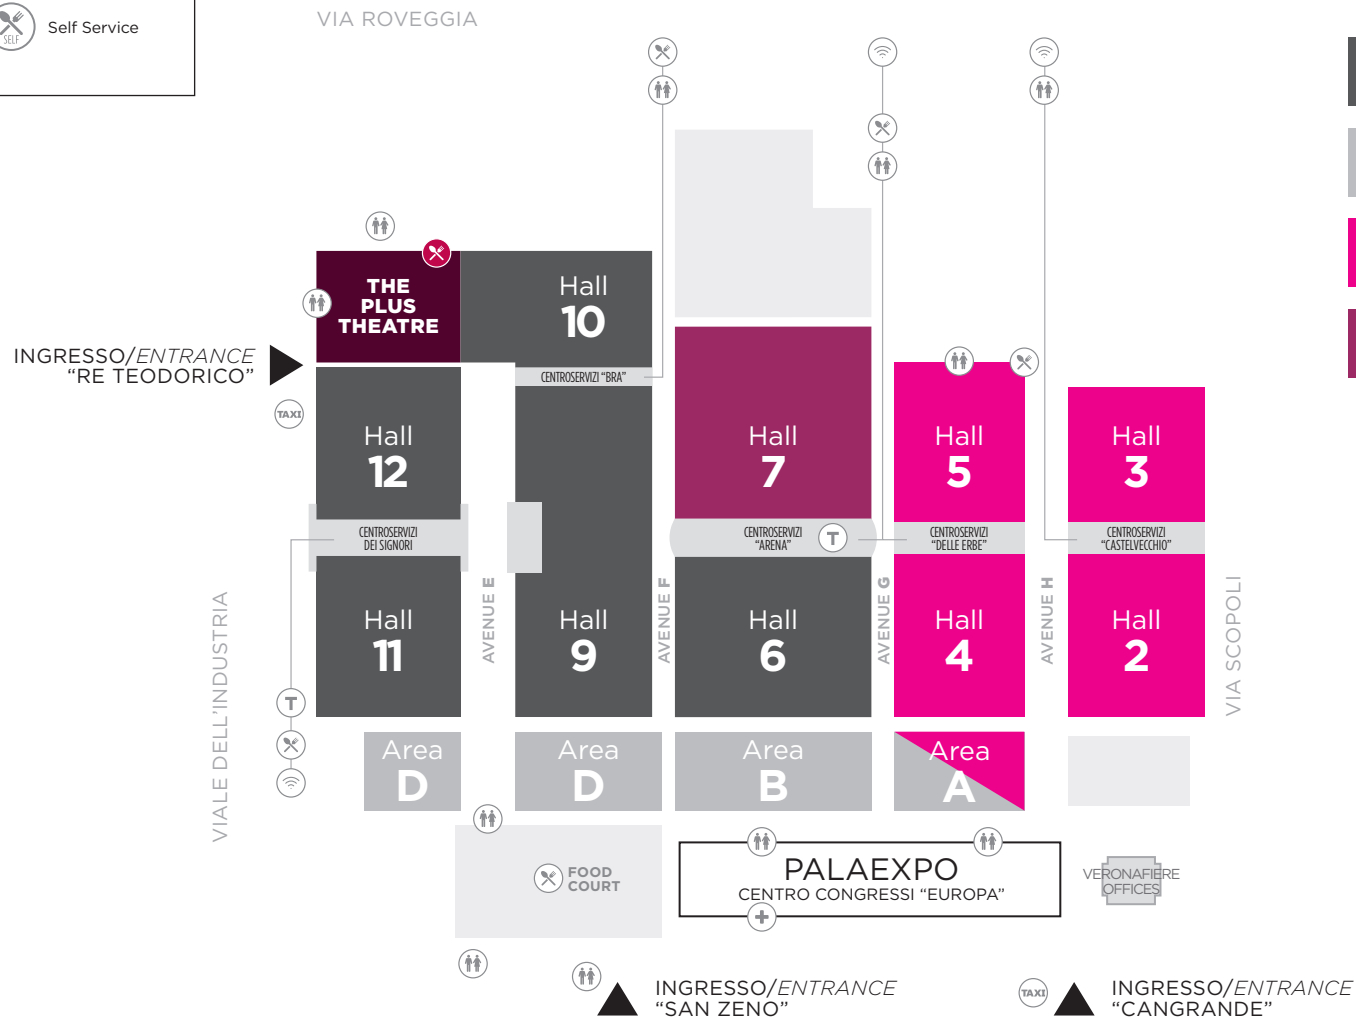 SELF
Self Service
VIA ROVEGGIA
THE
PLUS
THEATRE
Hall
10
INGRESSO/ENTRANCE
“RE TEODORICO”
TAXI
CENTROSERVIZI “BRA”
Hall
12
Hall
7
Hall
5
Hall
3
CENTROSERVIZI
DEI SIGNORI
CENTROSERVIZI
“ARENA”
T
CENTROSERVIZI
“DELLE ERBE”
CENTROSERVIZI
“CASTELVECCHIO”
VIALE DELL’INDUSTRIA
Hall
11
AVENUE E
Hall
9
AVENUE F
Hall
6
AVENUE G
Hall
4
AVENUE H
Hall
2
VIA SCOPOLI
T
Area
D
Area
D
Area
B
Area
A
FOOD
COURT
PALAEXPO
CENTRO CONGRESSI “EUROPA”
VERONAFIERE
OFFICES
INGRESSO/ENTRANCE
“SAN ZENO”
TAXI
INGRESSO/ENTRANCE
“CANGRANDE”